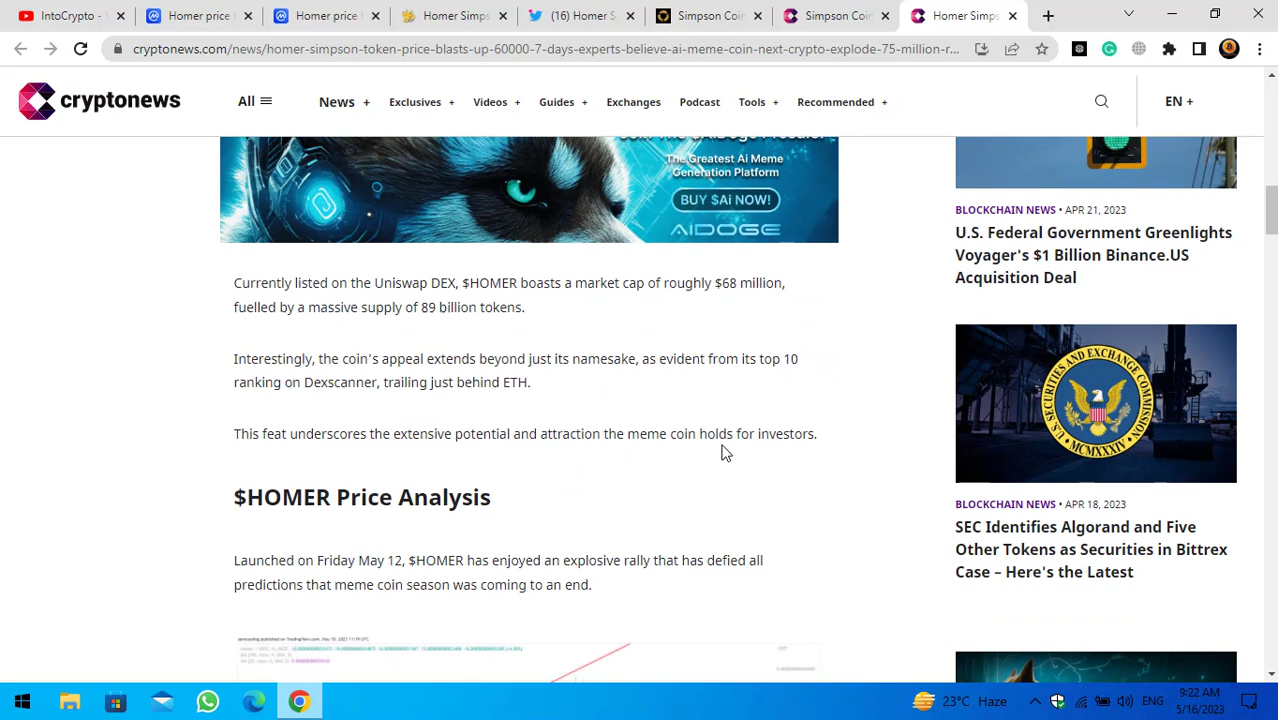 IntoCrypto - V
Homer price
Homer price
Homer Simps
(16) Homer S
Simpson Coin
Simpson Coin
Homer Simps
cryptonews.com/news/homer-simpson-token-price-blasts-up-60000-7-days-experts-believe-ai-meme-coin-next-crypto-explode-75-million-r...
cryptonews
All
News +
Exclusives +
Videos +
Guides +
Exchanges
Podcast
Tools +
Recommended +
EN +
The Greatest Ai Meme
Generation Platform
BUY $Ai NOW!
AIDOGE
Currently listed on the Uniswap DEX, $HOMER boasts a market cap of roughly $68 million,
fuelled by a massive supply of 89 billion tokens.
Interestingly, the coin's appeal extends beyond just its namesake, as evident from its top 10
ranking on Dexscanner, trailing just behind ETH.
This feat underscores the extensive potential and attraction the meme coin holds for investors.
$HOMER Price Analysis
Launched on Friday May 12, $HOMER has enjoyed an explosive rally that has defied all
predictions that meme coin season was coming to an end.
BLOCKCHAIN NEWS • APR 21, 2023
U.S. Federal Government Greenlights
Voyager's $1 Billion Binance.US
Acquisition Deal
SECURITIES AND EXCHANGE COMMISSION
MCMXXXIV
BLOCKCHAIN NEWS • APR 18, 2023
SEC Identifies Algorand and Five
Other Tokens as Securities in Bittrex
Case – Here's the Latest
23°C Haze
ENG
9:22 AM
5/16/2023